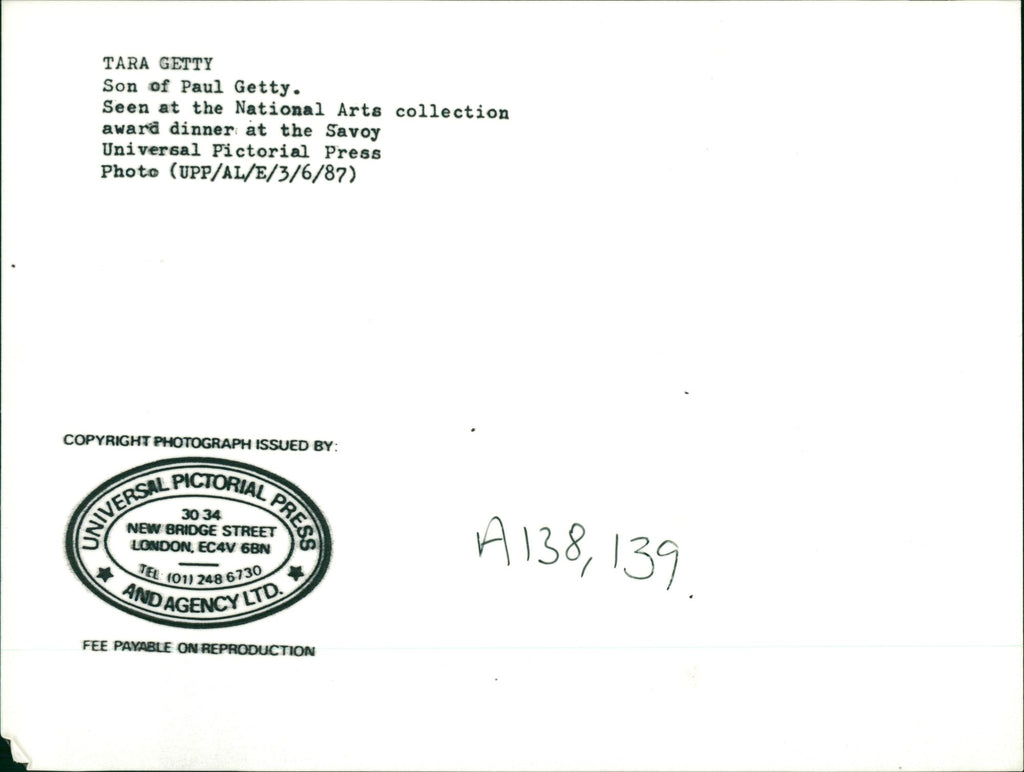 TARA GETTY
Son of Paul Getty.
Seen at the National Arts collection
award dinner at the Savoy
Universal Pictorial Press
Photo (UPP/AL/E/3/6/87)
COPYRIGHT PHOTOGRAPH ISSUED BY:
UNIVERSAL PICTORIAL PRESS
30 34
NEW BRIDGE STREET
LONDON, EC4V 6BN
TEL: (01) 248 6730
AND AGENCY LTD.
FEE PAYABLE ON REPRODUCTION
A138, 139.